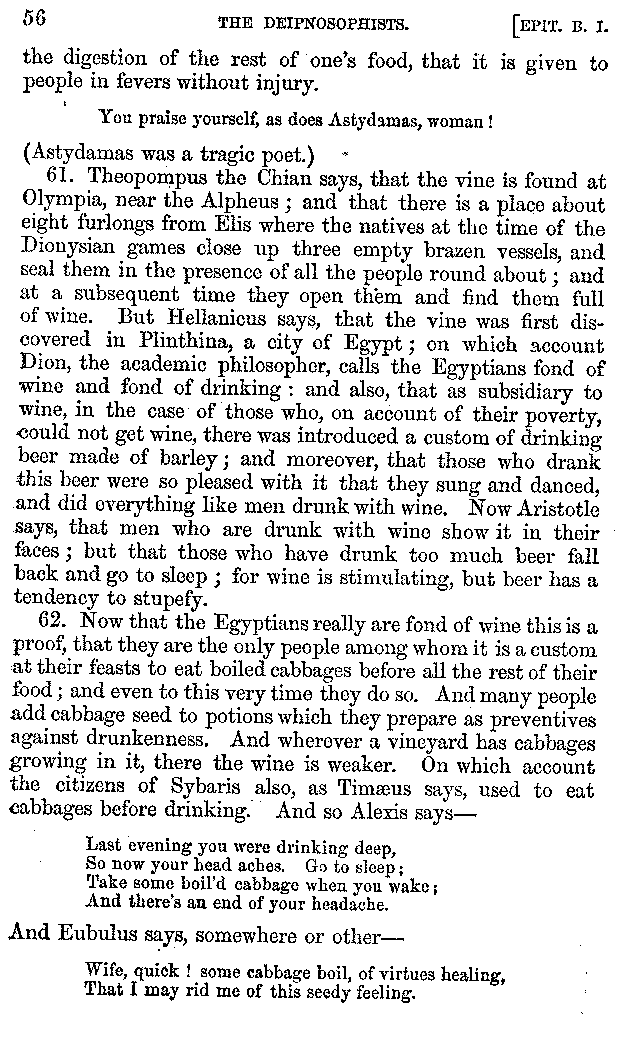 56 THE DEIPNOSOPHISTS. [EPIT. B. I.
the digestion of the rest of one's food, that it is given to
people in fevers without injury.
You praise yourself, as does Astydamas, woman!
(Astydamas was a tragic poet.)
61. Theopompus the Chian says, that the vine is found at
Olympia, near the Alpheus; and that there is a place about
eight furlongs from Elis where the natives at the time of the
Dionysian games close up three empty brazen vessels, and
seal them in the presence of all the people round about; and
at a subsequent time they open them and find them full
of wine. But Hellanicus says, that the vine was first dis-
covered in Plinthina, a city of Egypt; on which account
Dion, the academic philosopher, calls the Egyptians fond of
wine and fond of drinking: and also, that as subsidiary to
wine, in the case of those who, on account of their poverty,
could not get wine, there was introduced a custom of drinking
beer made of barley; and moreover, that those who drank
this beer were so pleased with it that they sung and danced,
and did everything like men drunk with wine. Now Aristotle
says, that men who are drunk with wine show it in their
faces; but that those who have drunk too much beer fall
back and go to sleep; for wine is stimulating, but beer has a
tendency to stupefy.
62. Now that the Egyptians really are fond of wine this is a
proof, that they are the only people among whom it is a custom
at their feasts to eat boiled cabbages before all the rest of their
food; and even to this very time they do so. And many people
add cabbage seed to potions which they prepare as preventives
against drunkenness. And wherever a vineyard has cabbages
growing in it, there the wine is weaker. On which account
the citizens of Sybaris also, as Timæus says, used to eat
cabbages before drinking. And so Alexis says—
Last evening you were drinking deep,
So now your head aches. Go to sleep;
Take some boil'd cabbage when you wake;
And there's an end of your headache.
And Eubulus says, somewhere or other—
Wife, quick! some cabbage boil, of virtues healing,
That I may rid me of this seedy feeling.